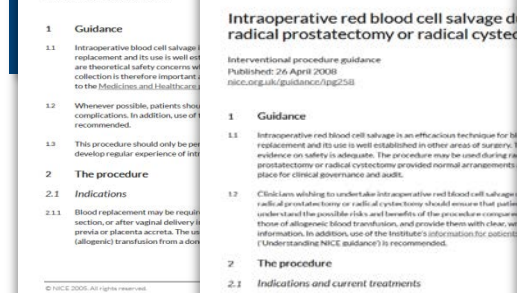 1 Guidance
1.1 Intraoperative blood cell salvage
replacement and its use is well est
are theoretical safety concerns w
collection is therefore important
to the Medicines and Healthcare
1.2 Whenever possible, patients shou
complications. In addition, use of
recommended.
1.3 This procedure should only be per
develop regular experience of intr
2 The procedure
2.1 Indications
2.1.1 Blood replacement may be requir
section, or after vaginal delivery i
previa or placenta accreta. The us
(allogenic) transfusion from a don
© NICE 2005. All rights reserved.
Intraoperative red blood cell salvage d
radical prostatectomy or radical cystec
Interventional procedure guidance
Published: 26 April 2008
nice.org.uk/guidance/ipg258
1 Guidance
1.1 Intraoperative red blood cell salvage is an efficacious technique for bl
replacement and its use is well established in other areas of surgery. T
evidence on safety is adequate. The procedure may be used during ra
prostatectomy or radical cystectomy provided normal arrangements
place for clinical governance and audit.
1.2 Clinicians wishing to undertake intraoperative red blood cell salvage
radical prostatectomy or radical cystectomy should ensure that patien
understand the possible risks and benefits of the procedure compare
those of allogeneic blood transfusion, and provide them with clear, w
information. In addition, use of the Institute's information for patient
('Understanding NICE guidance') is recommended.
2 The procedure
2.1 Indications and current treatments